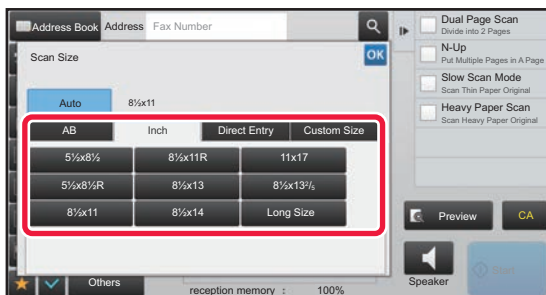 Address Book Address Fax Number
Scan Size
OK
Auto 8½x11
AB Inch Direct Entry Custom Size
5½x8½ 8½x11R 11x17
5½x8½R 8½x13 8½x13²/₅
8½x11 8½x14 Long Size
Others
reception memory : 100%
Dual Page Scan
Divide into 2 Pages
N-Up
Put Multiple Pages in A Page
Slow Scan Mode
Scan Thin Paper Original
Heavy Paper Scan
Scan Heavy Paper Original
Preview CA
Speaker
Start